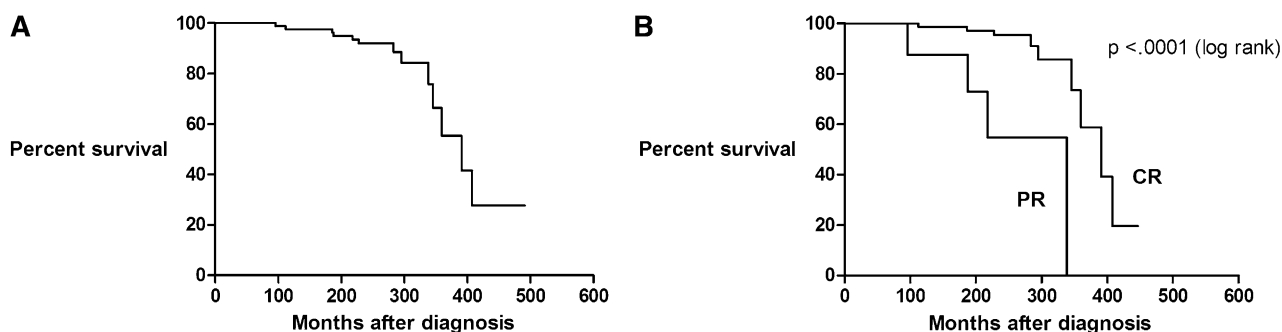 A
100
80
60
40
20
0
Percent survival
0 100 200 300 400 500 600
Months after diagnosis
B
p <.0001 (log rank)
100
80
60
40
20
0
Percent survival
CR
PR
0 100 200 300 400 500 600
Months after diagnosis